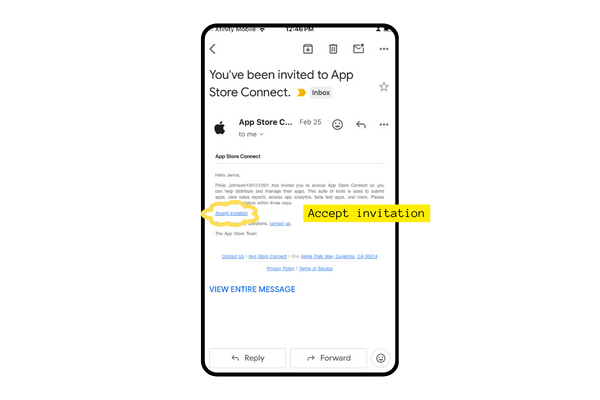 Xfinity Mobile 12:46 PM
You've been invited to App
Store Connect. Inbox
App Store C... Feb 25
to me
App Store Connect
Hello Jenna,
Philip Johnson/1301512501 has invited you to access App Store Connect so you
can help distribute and manage their apps. This suite of tools is used to submit
apps, view sales reports, access app analytics, beta test apps, and more. Please
within three days.
Accept invitation
Accept invitation
contact us.
The App Store Team
Contact Us | App Store Connect | One Apple Park Way, Cupertino, CA 95014
Privacy Policy | Terms of Service
VIEW ENTIRE MESSAGE
Reply Forward